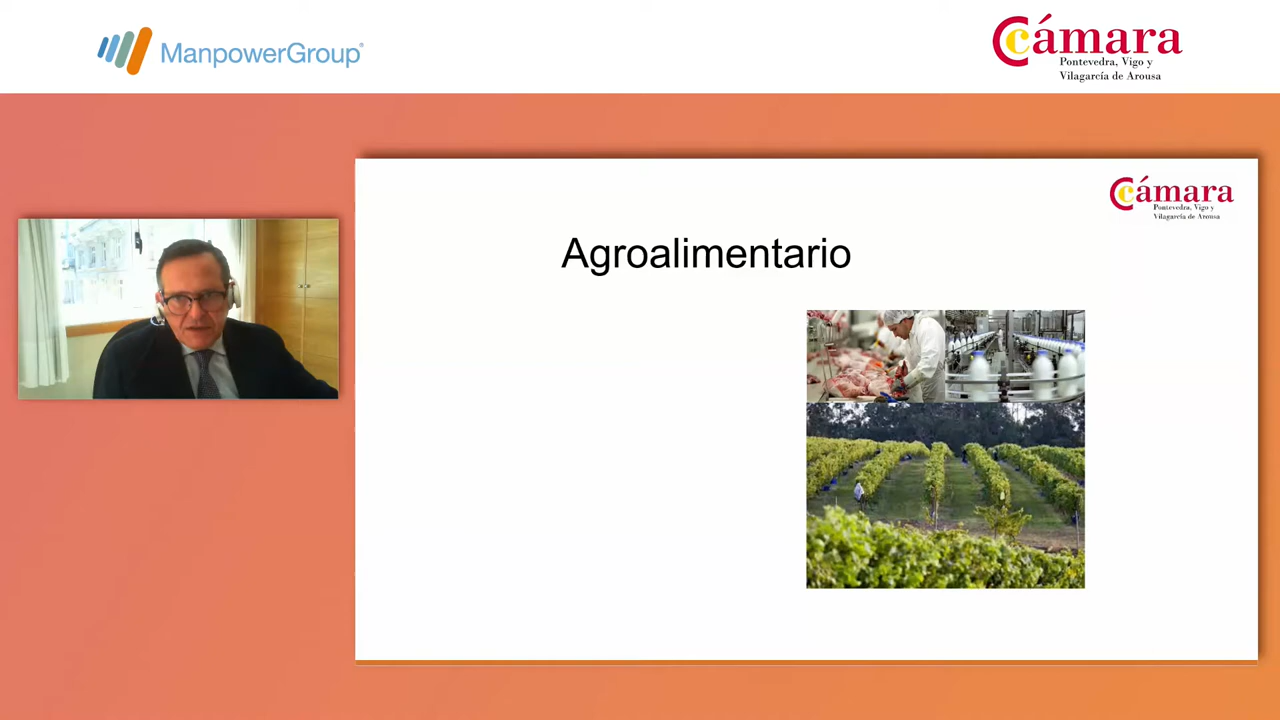 ManpowerGroup
Cámara
Pontevedra, Vigo y
Vilagarcía de Arousa
Cámara
Pontevedra, Vigo y
Vilagarcía de Arousa
Agroalimentario